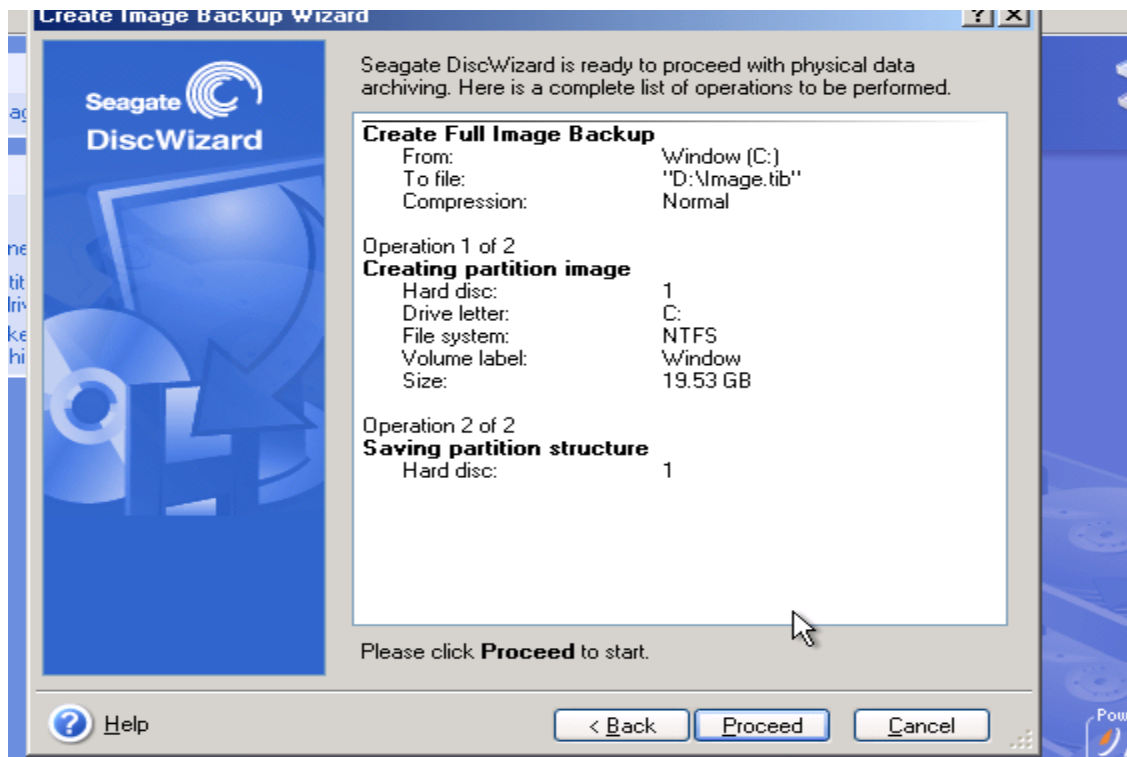 Create Image Backup Wizard
Seagate
DiscWizard
Seagate DiscWizard is ready to proceed with physical data
archiving. Here is a complete list of operations to be performed.
Create Full Image Backup
From: Window (C:)
To file: "D:\Image.tib"
Compression: Normal
Operation 1 of 2
Creating partition image
Hard disc: 1
Drive letter: C:
File system: NTFS
Volume label: Window
Size: 19.53 GB
Operation 2 of 2
Saving partition structure
Hard disc: 1
Please click Proceed to start.
Help
< Back
Proceed
Cancel